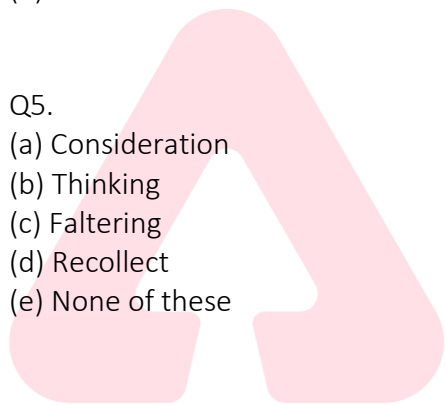 Q5.
(a) Consideration
(b) Thinking
(c) Faltering
(d) Recollect
(e) None of these